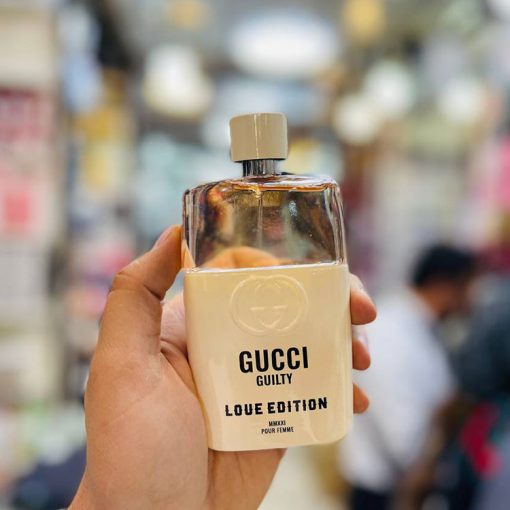 GUCCI
GUILTY
LOUE EDITION
MMXXI
POUR FEMME